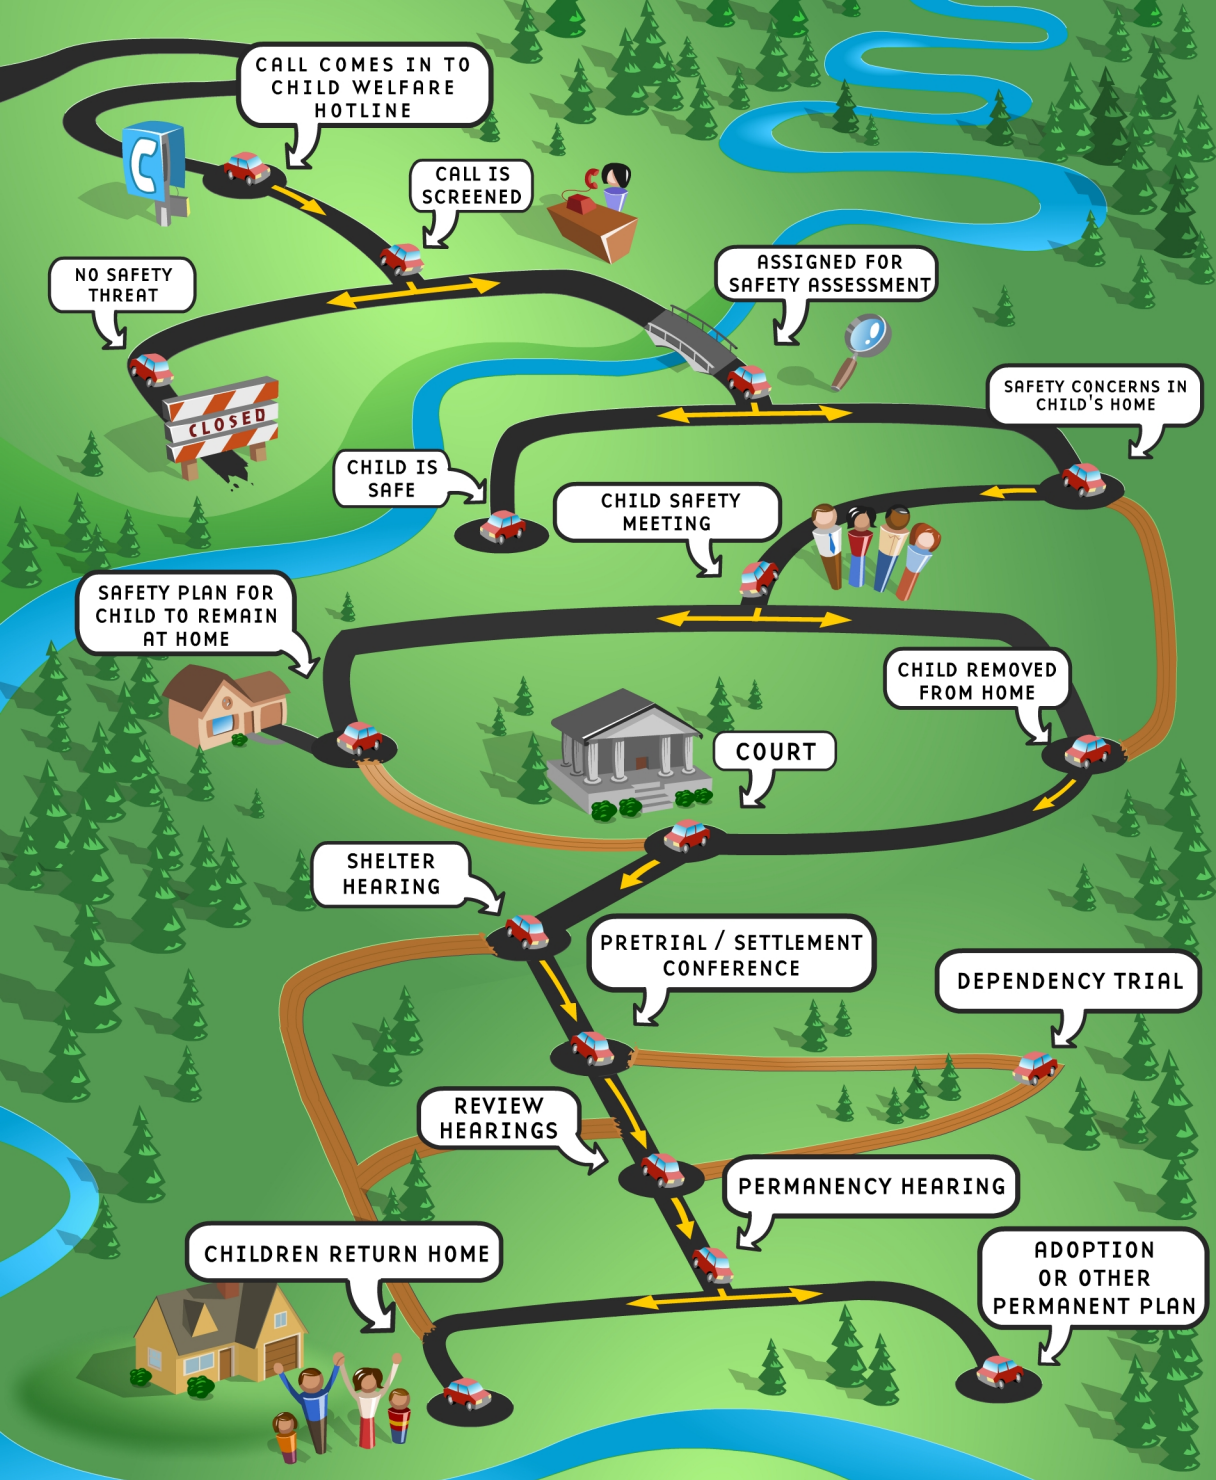 CALL COMES IN TO
CHILD WELFARE
HOTLINE
CALL IS
SCREENED
NO SAFETY
THREAT
ASSIGNED FOR
SAFETY ASSESSMENT
CLOSED
SAFETY CONCERNS IN
CHILD'S HOME
CHILD IS
SAFE
CHILD SAFETY
MEETING
SAFETY PLAN FOR
CHILD TO REMAIN
AT HOME
CHILD REMOVED
FROM HOME
COURT
SHELTER
HEARING
PRETRIAL / SETTLEMENT
CONFERENCE
DEPENDENCY TRIAL
REVIEW
HEARINGS
PERMANENCY HEARING
CHILDREN RETURN HOME
ADOPTION
OR OTHER
PERMANENT PLAN